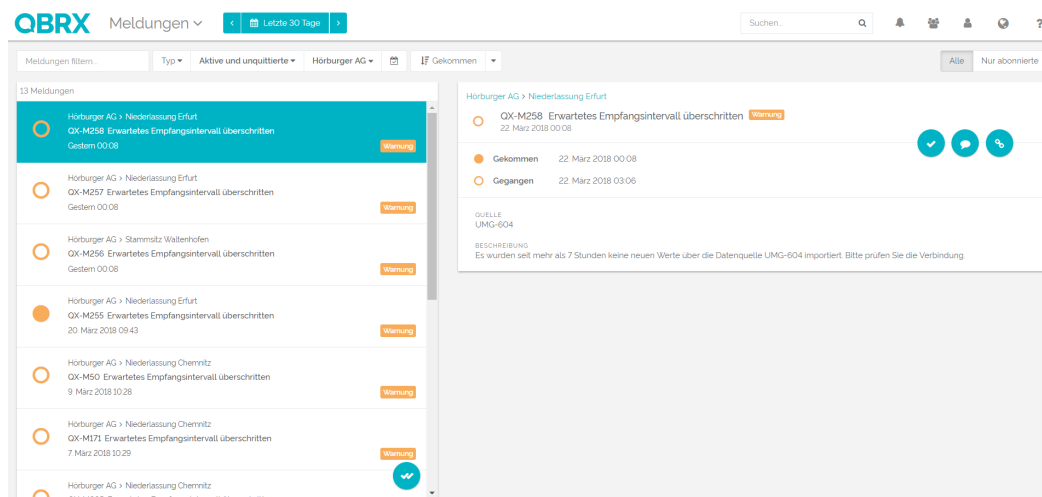 QBRX Meldungen Letzte 30 Tage Suchen.. ?
Meldungen filtern.. Typ Aktive und unquittierte Hörburger AG Gekommen Alle Nur abonnierte
13 Meldungen
Hörburger AG > Niederlassung Erfurt
QX-M258 Erwartetes Empfangsintervall überschritten
Gestern 00:08 Warnung
Hörburger AG > Niederlassung Erfurt
QX-M257 Erwartetes Empfangsintervall überschritten
Gestern 00:08 Warnung
Hörburger AG > Stammsitz Waltenhofen
QX-M256 Erwartetes Empfangsintervall überschritten
Gestern 00:08 Warnung
Hörburger AG > Niederlassung Erfurt
QX-M255 Erwartetes Empfangsintervall überschritten
20. März 2018 09:43 Warnung
Hörburger AG > Niederlassung Chemnitz
QX-M50 Erwartetes Empfangsintervall überschritten
9. März 2018 10:28 Warnung
Hörburger AG > Niederlassung Chemnitz
QX-M171 Erwartetes Empfangsintervall überschritten
7. März 2018 10:29 Warnung
Hörburger AG > Niederlassung Chemnitz
Hörburger AG > Niederlassung Erfurt
QX-M258 Erwartetes Empfangsintervall überschritten Warnung
22. März 2018 00:08
Gekommen 22. März 2018 00:08
Gegangen 22. März 2018 03:06
QUELLE
UMG-604
BESCHREIBUNG
Es wurden seit mehr als 7 Stunden keine neuen Werte über die Datenquelle UMG-604 importiert. Bitte prüfen Sie die Verbindung.